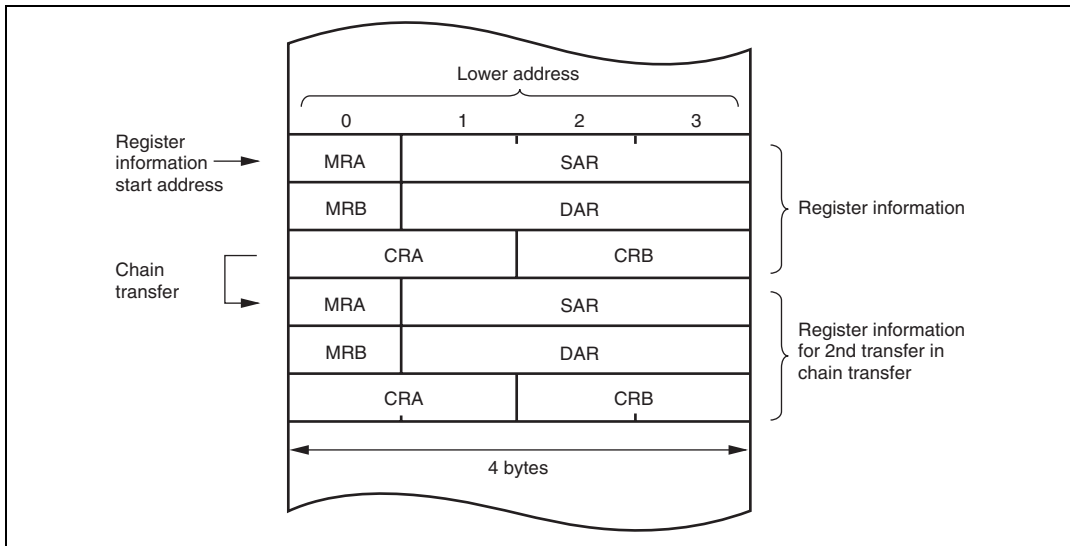 Lower address
0 1 2 3
Register
information
start address
MRA SAR
MRB DAR
CRA CRB
Register information
Chain
transfer
MRA SAR
MRB DAR
CRA CRB
Register information
for 2nd transfer in
chain transfer
4 bytes